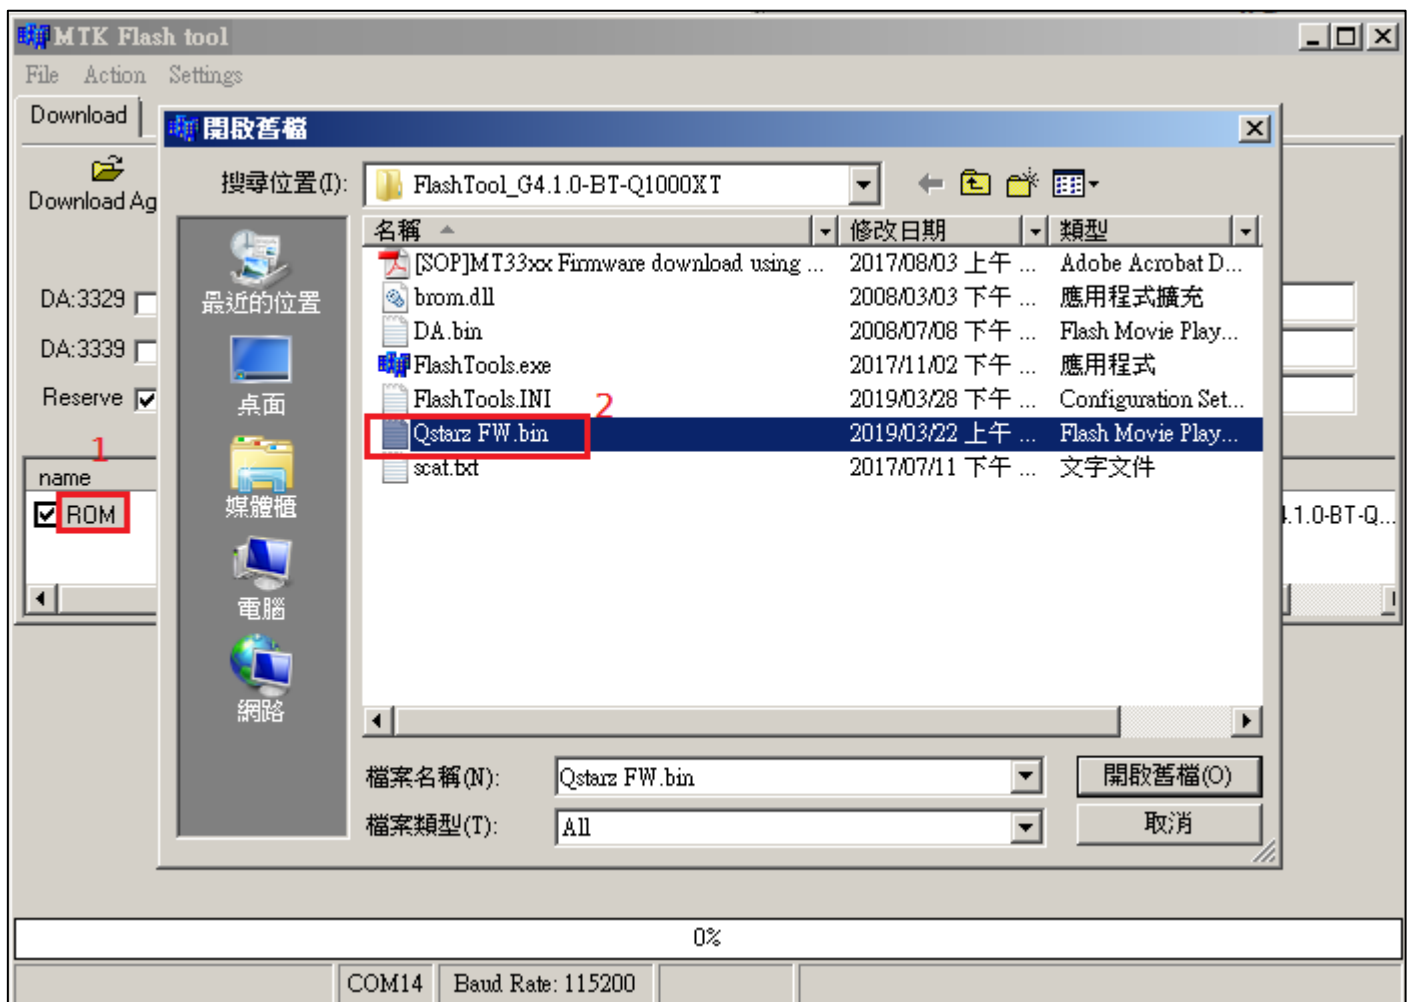 MTK Flash tool
File Action Settings
Download
開啟舊檔
Download Ag
搜尋位置(I): FlashTool_G4.1.0-BT-Q1000XT
名稱 修改日期 類型
[SOP]MT33xx Firmware download using ... 2017/08/03 上午 ... Adobe Acrobat D...
brom.dll 2008/03/03 下午 ... 應用程式擴充
DA.bin 2008/07/08 下午 ... Flash Movie Play...
FlashTools.exe 2017/11/02 下午 ... 應用程式
FlashTools.INI 2019/03/28 下午 ... Configuration Set...
Qstarz FW.bin 2019/03/22 上午 ... Flash Movie Play...
scat.txt 2017/07/11 下午 ... 文字文件
2
最近的位置
桌面
媒體櫃
電腦
網路
DA:3329
DA:3339
Reserve
1
name
ROM
4.1.0-BT-Q...
檔案名稱(N): Qstarz FW.bin 開啟舊檔(O)
檔案類型(T): All 取消
0%
COM14 Baud Rate: 115200